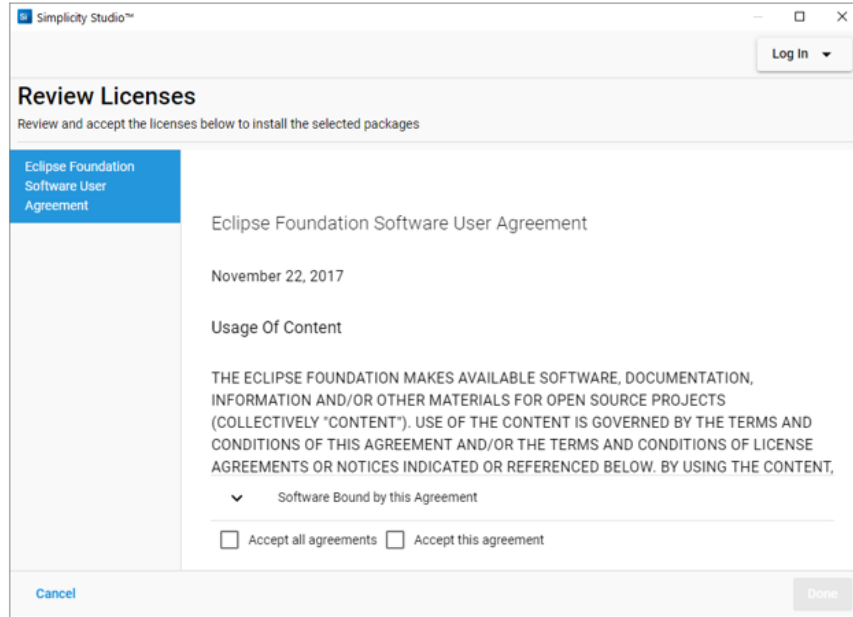 Si Simplicity Studio™
Log In
Review Licenses
Review and accept the licenses below to install the selected packages
Eclipse Foundation
Software User
Agreement
Eclipse Foundation Software User Agreement
November 22, 2017
Usage Of Content
THE ECLIPSE FOUNDATION MAKES AVAILABLE SOFTWARE, DOCUMENTATION,
INFORMATION AND/OR OTHER MATERIALS FOR OPEN SOURCE PROJECTS
(COLLECTIVELY "CONTENT"). USE OF THE CONTENT IS GOVERNED BY THE TERMS AND
CONDITIONS OF THIS AGREEMENT AND/OR THE TERMS AND CONDITIONS OF LICENSE
AGREEMENTS OR NOTICES INDICATED OR REFERENCED BELOW. BY USING THE CONTENT,
Software Bound by this Agreement
Accept all agreements Accept this agreement
Cancel Done